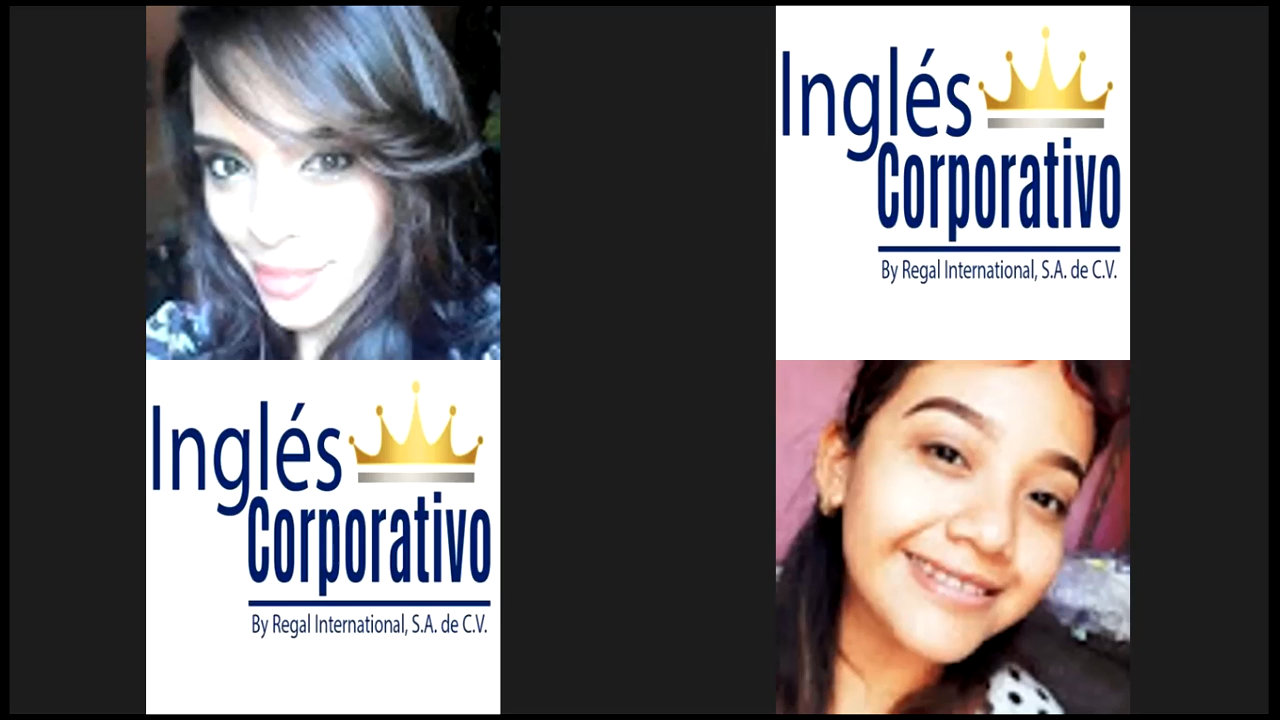 Inglés
Corporativo
By Regal International, S.A. de C.V.
Inglés
Corporativo
By Regal International, S.A. de C.V.